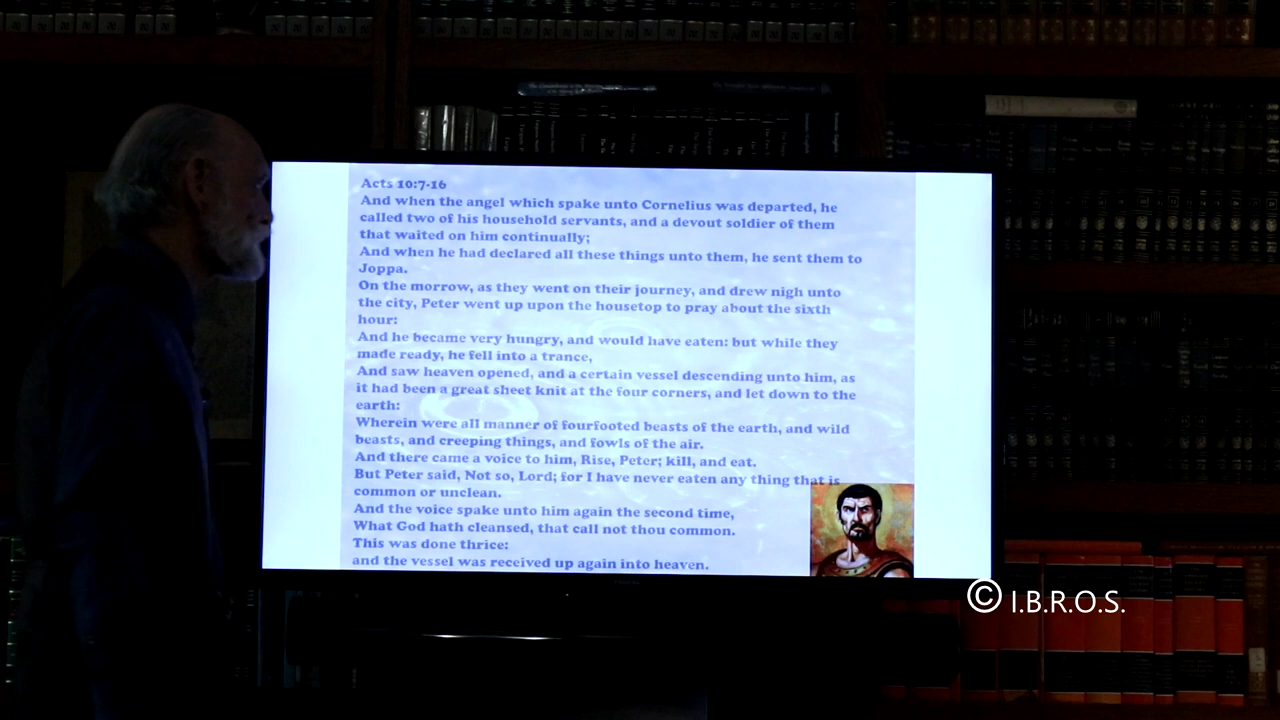 Acts 10:7-16
And when the angel which spake unto Cornelius was departed, he
called two of his household servants, and a devout soldier of them
that waited on him continually;
And when he had declared all these things unto them, he sent them to
Joppa.
On the morrow, as they went on their journey, and drew nigh unto
the city, Peter went up upon the housetop to pray about the sixth
hour:
And he became very hungry, and would have eaten: but while they
made ready, he fell into a trance,
And saw heaven opened, and a certain vessel descending unto him, as
it had been a great sheet knit at the four corners, and let down to the
earth:
Wherein were all manner of fourfooted beasts of the earth, and wild
beasts, and creeping things, and fowls of the air.
And there came a voice to him, Rise, Peter; kill, and eat.
But Peter said, Not so, Lord; for I have never eaten any thing that is
common or unclean.
And the voice spake unto him again the second time,
What God hath cleansed, that call not thou common.
This was done thrice:
and the vessel was received up again into heaven.
© I.B.R.O.S.